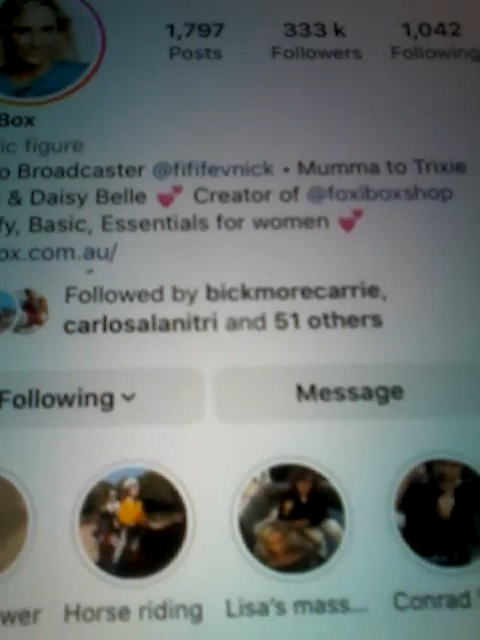 1,797 333 k 1,042
Posts Followers Following
Box
ic figure
o Broadcaster @fififevnick • Mumma to Trixie
& Daisy Belle 💕 Creator of @foxiboxshop
fy, Basic, Essentials for women 💕
ox.com.au/
Followed by bickmorecarrie,
carlosalanitri and 51 others
Following Message
wer Horse riding Lisa's mass... Conrad